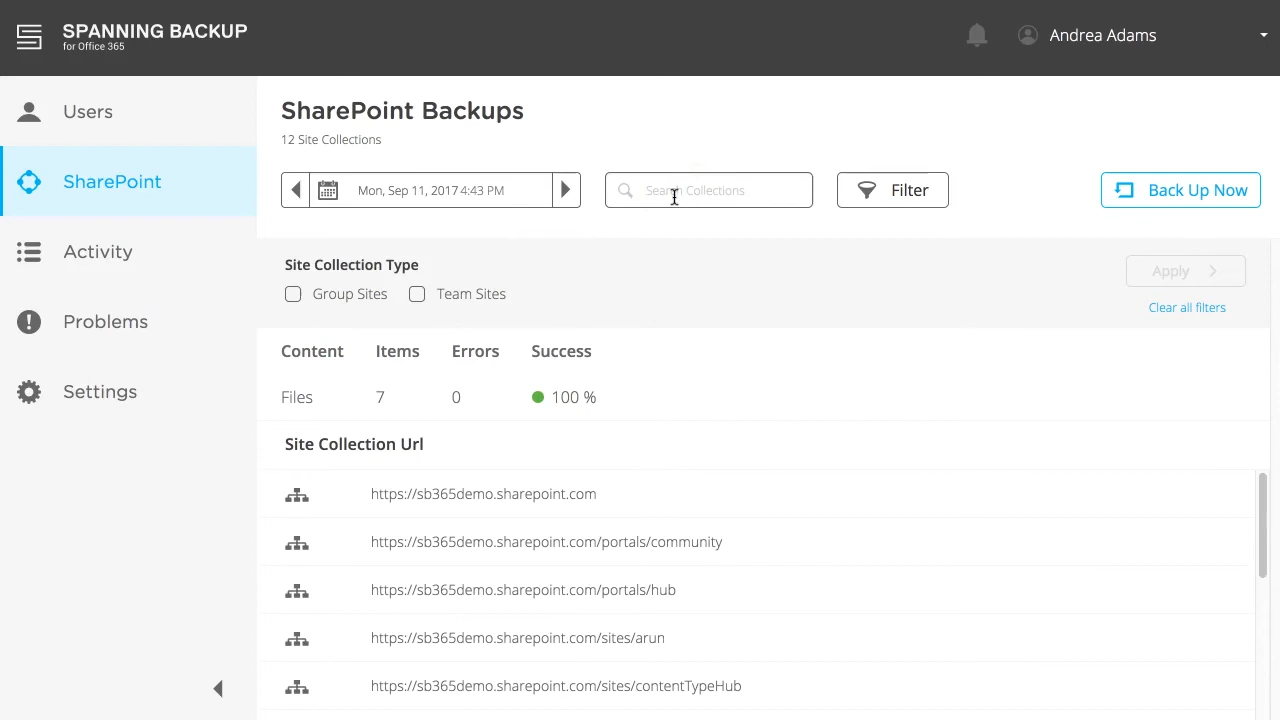 SPANNING BACKUP
for Office 365
Andrea Adams
Users
SharePoint
Activity
Problems
Settings
SharePoint Backups
12 Site Collections
Mon, Sep 11, 2017 4:43 PM
Search Collections
Filter
Back Up Now
Site Collection Type
Group Sites
Team Sites
Apply
Clear all filters
Content Items Errors Success
Files 7 0 100 %
Site Collection Url
https://sb365demo.sharepoint.com
https://sb365demo.sharepoint.com/portals/community
https://sb365demo.sharepoint.com/portals/hub
https://sb365demo.sharepoint.com/sites/arun
https://sb365demo.sharepoint.com/sites/contentTypeHub